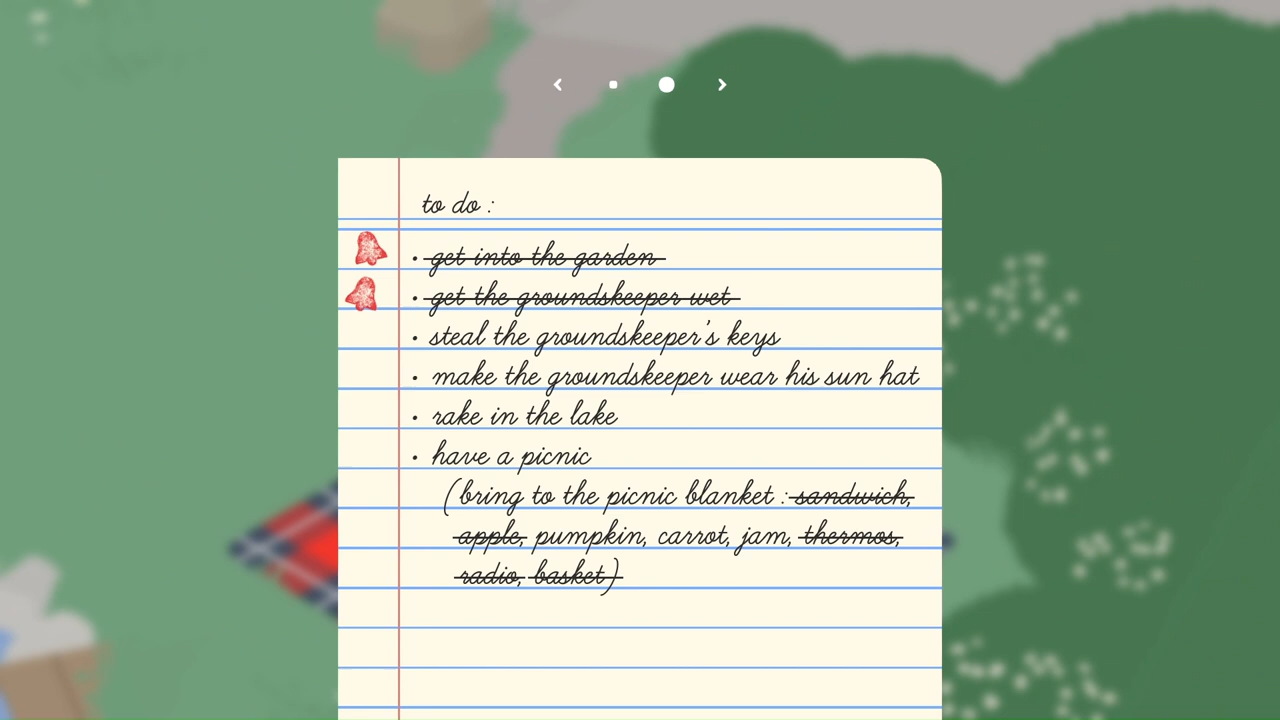 to do :
• get into the garden
• get the groundskeeper wet
• steal the groundskeeper's keys
• make the groundskeeper wear his sun hat
• rake in the lake
• have a picnic
(bring to the picnic blanket : sandwich,
apple, pumpkin, carrot, jam, thermos,
radio, basket)